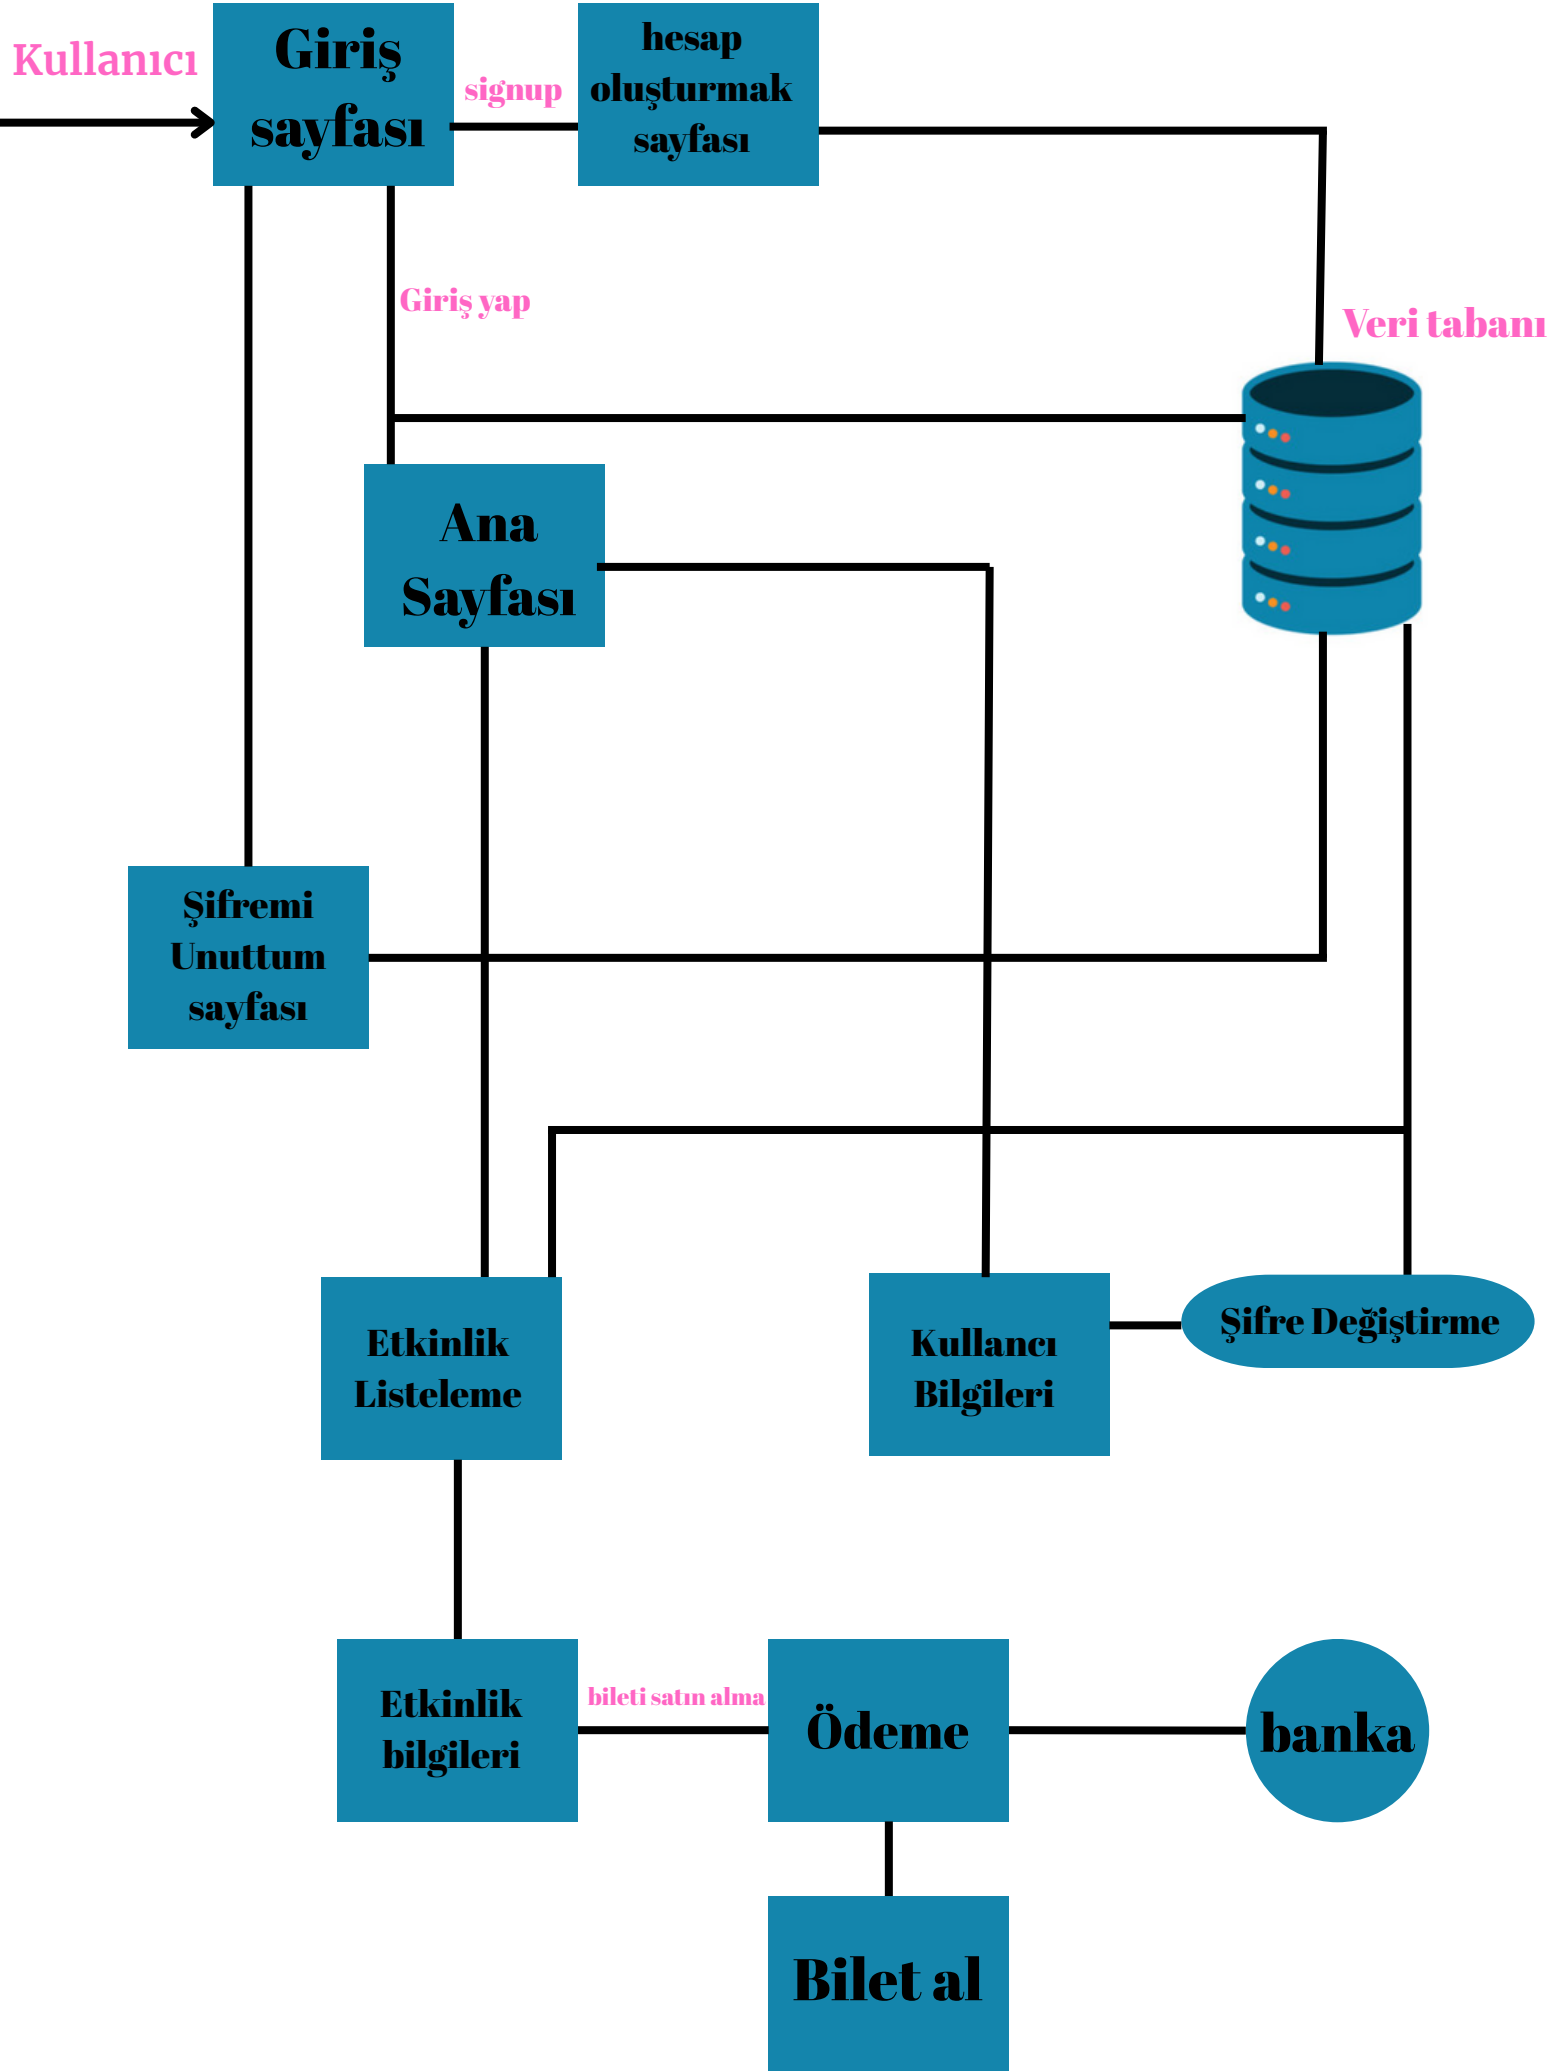 Kullanıcı
Giriş
sayfası
signup
hesap
oluşturmak
sayfası
Giriş yap
Veri tabanı
Ana
Sayfası
Şifremi
Unuttum
sayfası
Etkinlik
Listeleme
Kullancı
Bilgileri
Şifre Değiştirme
Etkinlik
bilgileri
bileti satın alma
Ödeme
banka
Bilet al